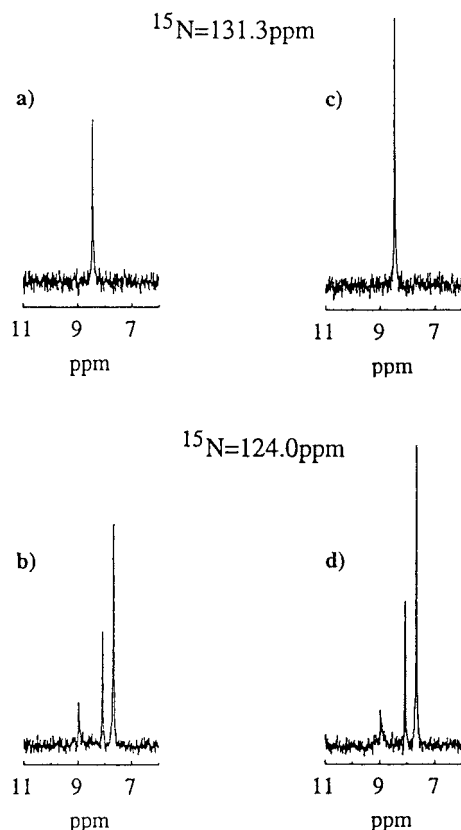 ¹⁵N=131.3ppm
a)
c)
11 9 7
ppm
11 9 7
ppm
¹⁵N=124.0ppm
b)
d)
11 9 7
ppm
11 9 7
ppm